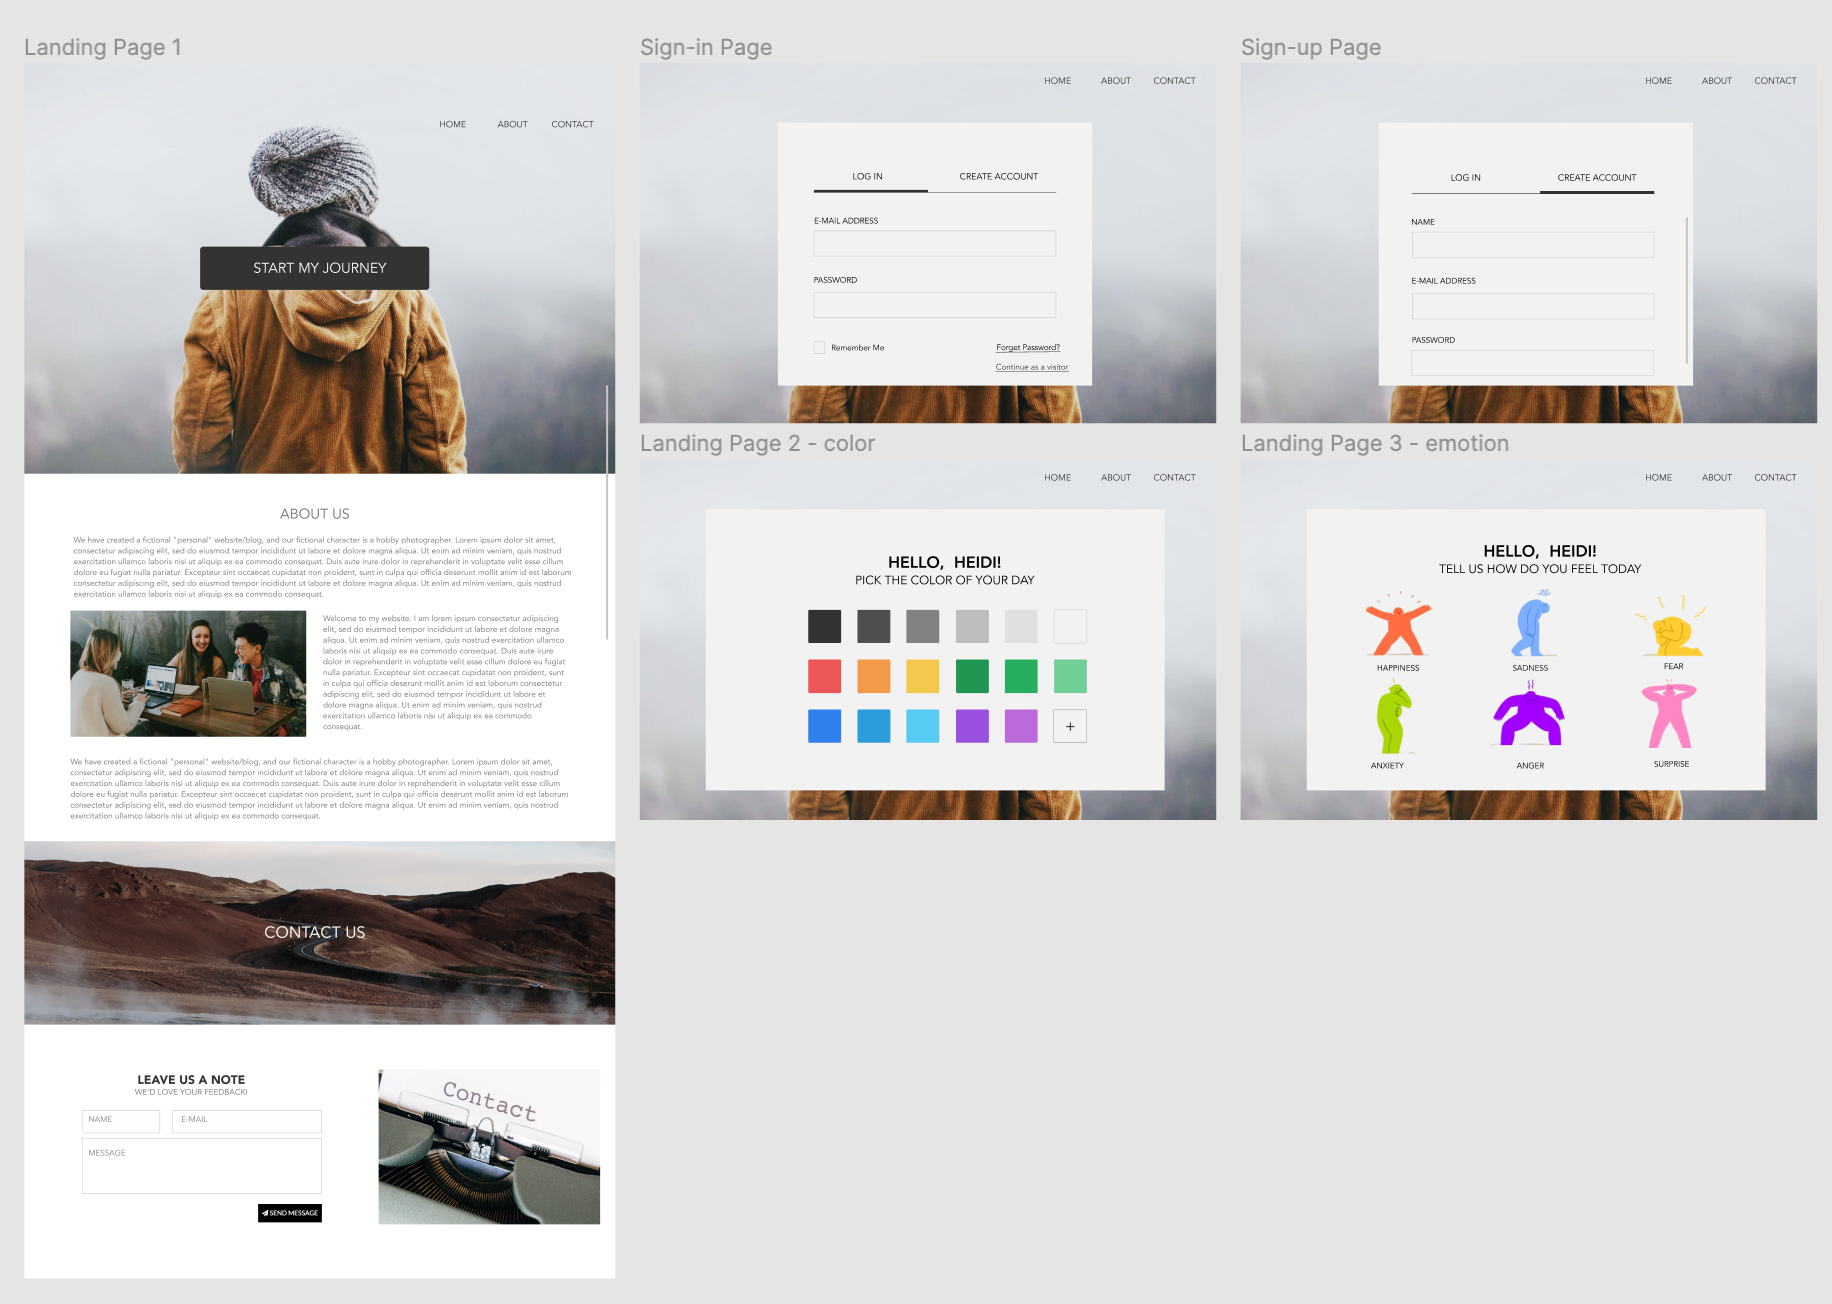 Landing Page 1
HOME ABOUT CONTACT
START MY JOURNEY
ABOUT US
We have created a fictional "personal" website/blog, and our fictional character is a hobby photographer. Lorem ipsum dolor sit amet,
consectetur adipiscing elit, sed do eiusmod tempor incididunt ut labore et dolore magna aliqua. Ut enim ad minim veniam, quis nostrud
exercitation ullamco laboris nisi ut aliquip ex ea commodo consequat. Duis aute irure dolor in reprehenderit in voluptate velit esse cillum
dolore eu fugiat nulla pariatur. Excepteur sint occaecat cupidatat non proident, sunt in culpa qui officia deserunt mollit anim id est laborum
consectetur adipiscing elit, sed do eiusmod tempor incididunt ut labore et dolore magna aliqua. Ut enim ad minim veniam, quis nostrud
exercitation ullamco laboris nisi ut aliquip ex ea commodo consequat.
Welcome to my website. I am lorem ipsum consectetur adipiscing
elit, sed do eiusmod tempor incididunt ut labore et dolore magna
aliqua. Ut enim ad minim veniam, quis nostrud exercitation ullamco
laboris nisi ut aliquip ex ea commodo consequat. Duis aute irure
dolor in reprehenderit in voluptate velit esse cillum dolore eu fugiat
nulla pariatur. Excepteur sint occaecat cupidatat non proident, sunt
in culpa qui officia deserunt mollit anim id est laborum consectetur
adipiscing elit, sed do eiusmod tempor incididunt ut labore et
dolore magna aliqua. Ut enim ad minim veniam, quis nostrud
exercitation ullamco laboris nisi ut aliquip ex ea commodo
consequat.
We have created a fictional "personal" website/blog, and our fictional character is a hobby photographer. Lorem ipsum dolor sit amet,
consectetur adipiscing elit, sed do eiusmod tempor incididunt ut labore et dolore magna aliqua. Ut enim ad minim veniam, quis nostrud
exercitation ullamco laboris nisi ut aliquip ex ea commodo consequat. Duis aute irure dolor in reprehenderit in voluptate velit esse cillum
dolore eu fugiat nulla pariatur. Excepteur sint occaecat cupidatat non proident, sunt in culpa qui officia deserunt mollit anim id est laborum
consectetur adipiscing elit, sed do eiusmod tempor incididunt ut labore et dolore magna aliqua. Ut enim ad minim veniam, quis nostrud
exercitation ullamco laboris nisi ut aliquip ex ea commodo consequat.
CONTACT US
LEAVE US A NOTE
WE'D LOVE YOUR FEEDBACK!
NAME E-MAIL
MESSAGE
SEND MESSAGE
Contact
Sign-in Page
HOME ABOUT CONTACT
LOG IN CREATE ACCOUNT
E-MAIL ADDRESS
PASSWORD
Remember Me Forget Password?
Continue as a visitor
Sign-up Page
HOME ABOUT CONTACT
LOG IN CREATE ACCOUNT
NAME
E-MAIL ADDRESS
PASSWORD
Landing Page 2 - color
HOME ABOUT CONTACT
HELLO, HEIDI!
PICK THE COLOR OF YOUR DAY
+
Landing Page 3 - emotion
HOME ABOUT CONTACT
HELLO, HEIDI!
TELL US HOW DO YOU FEEL TODAY
HAPPINESS SADNESS FEAR
ANXIETY ANGER SURPRISE